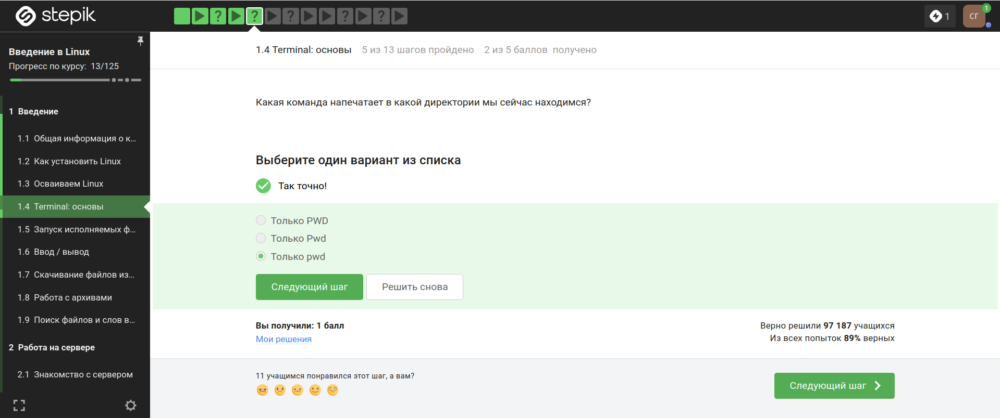 stepik
?
?
?
?
?
1
СГ
1
Введение в Linux
Прогресс по курсу: 13/125
1 Введение
1.1 Общая информация о к...
1.2 Как установить Linux
1.3 Осваиваем Linux
1.4 Terminal: основы
1.5 Запуск исполняемых ф...
1.6 Ввод / вывод
1.7 Скачивание файлов из...
1.8 Работа с архивами
1.9 Поиск файлов и слов в...
2 Работа на сервере
2.1 Знакомство с сервером
1.4 Terminal: основы 5 из 13 шагов пройдено 2 из 5 баллов получено
Какая команда напечатает в какой директории мы сейчас находимся?
Выберите один вариант из списка
Так точно!
Только PWD
Только Pwd
Только pwd
Следующий шаг Решить снова
Вы получили: 1 балл
Мои решения
Верно решили 97 187 учащихся
Из всех попыток 89% верных
11 учащимся понравился этот шаг, а вам?
Следующий шаг